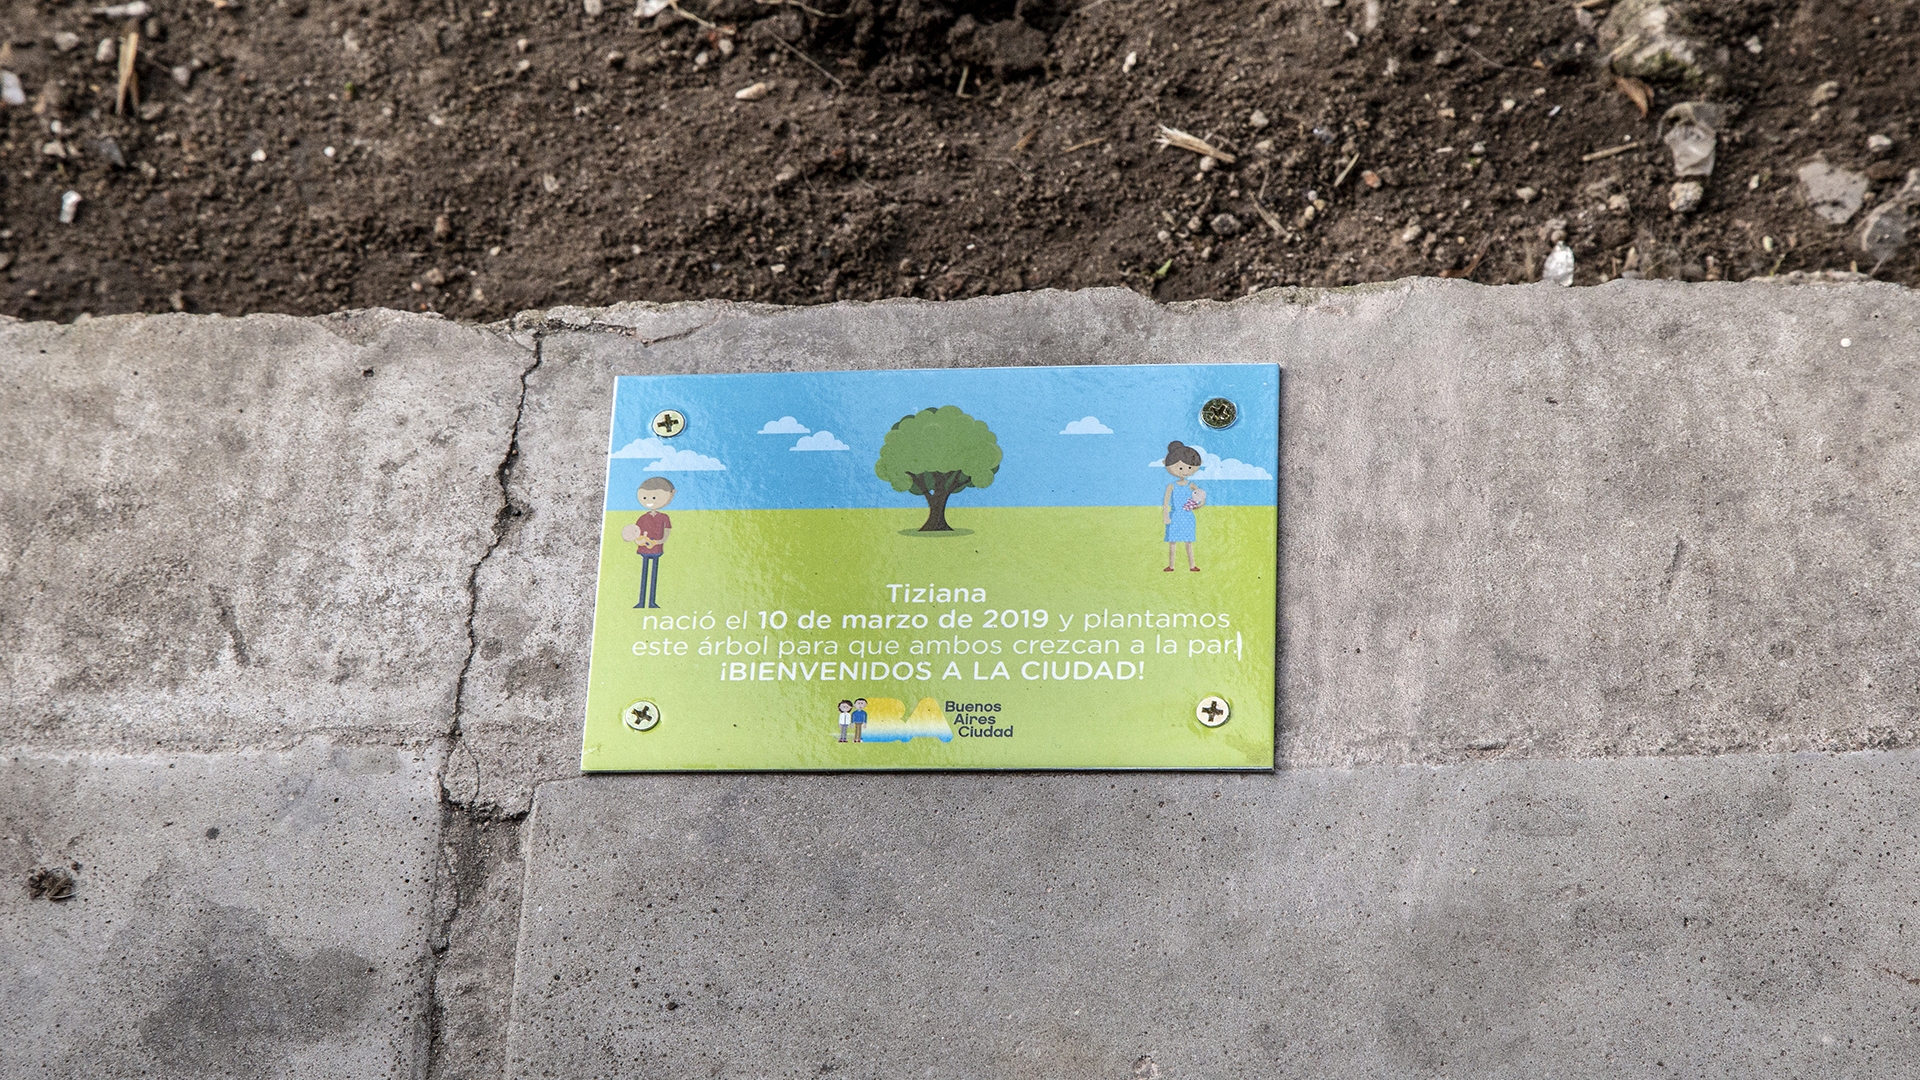 Tiziana
nació el 10 de marzo de 2019 y plantamos
este árbol para que ambos crezcan a la par.
¡BIENVENIDOS A LA CIUDAD!
BA
Buenos
Aires
Ciudad